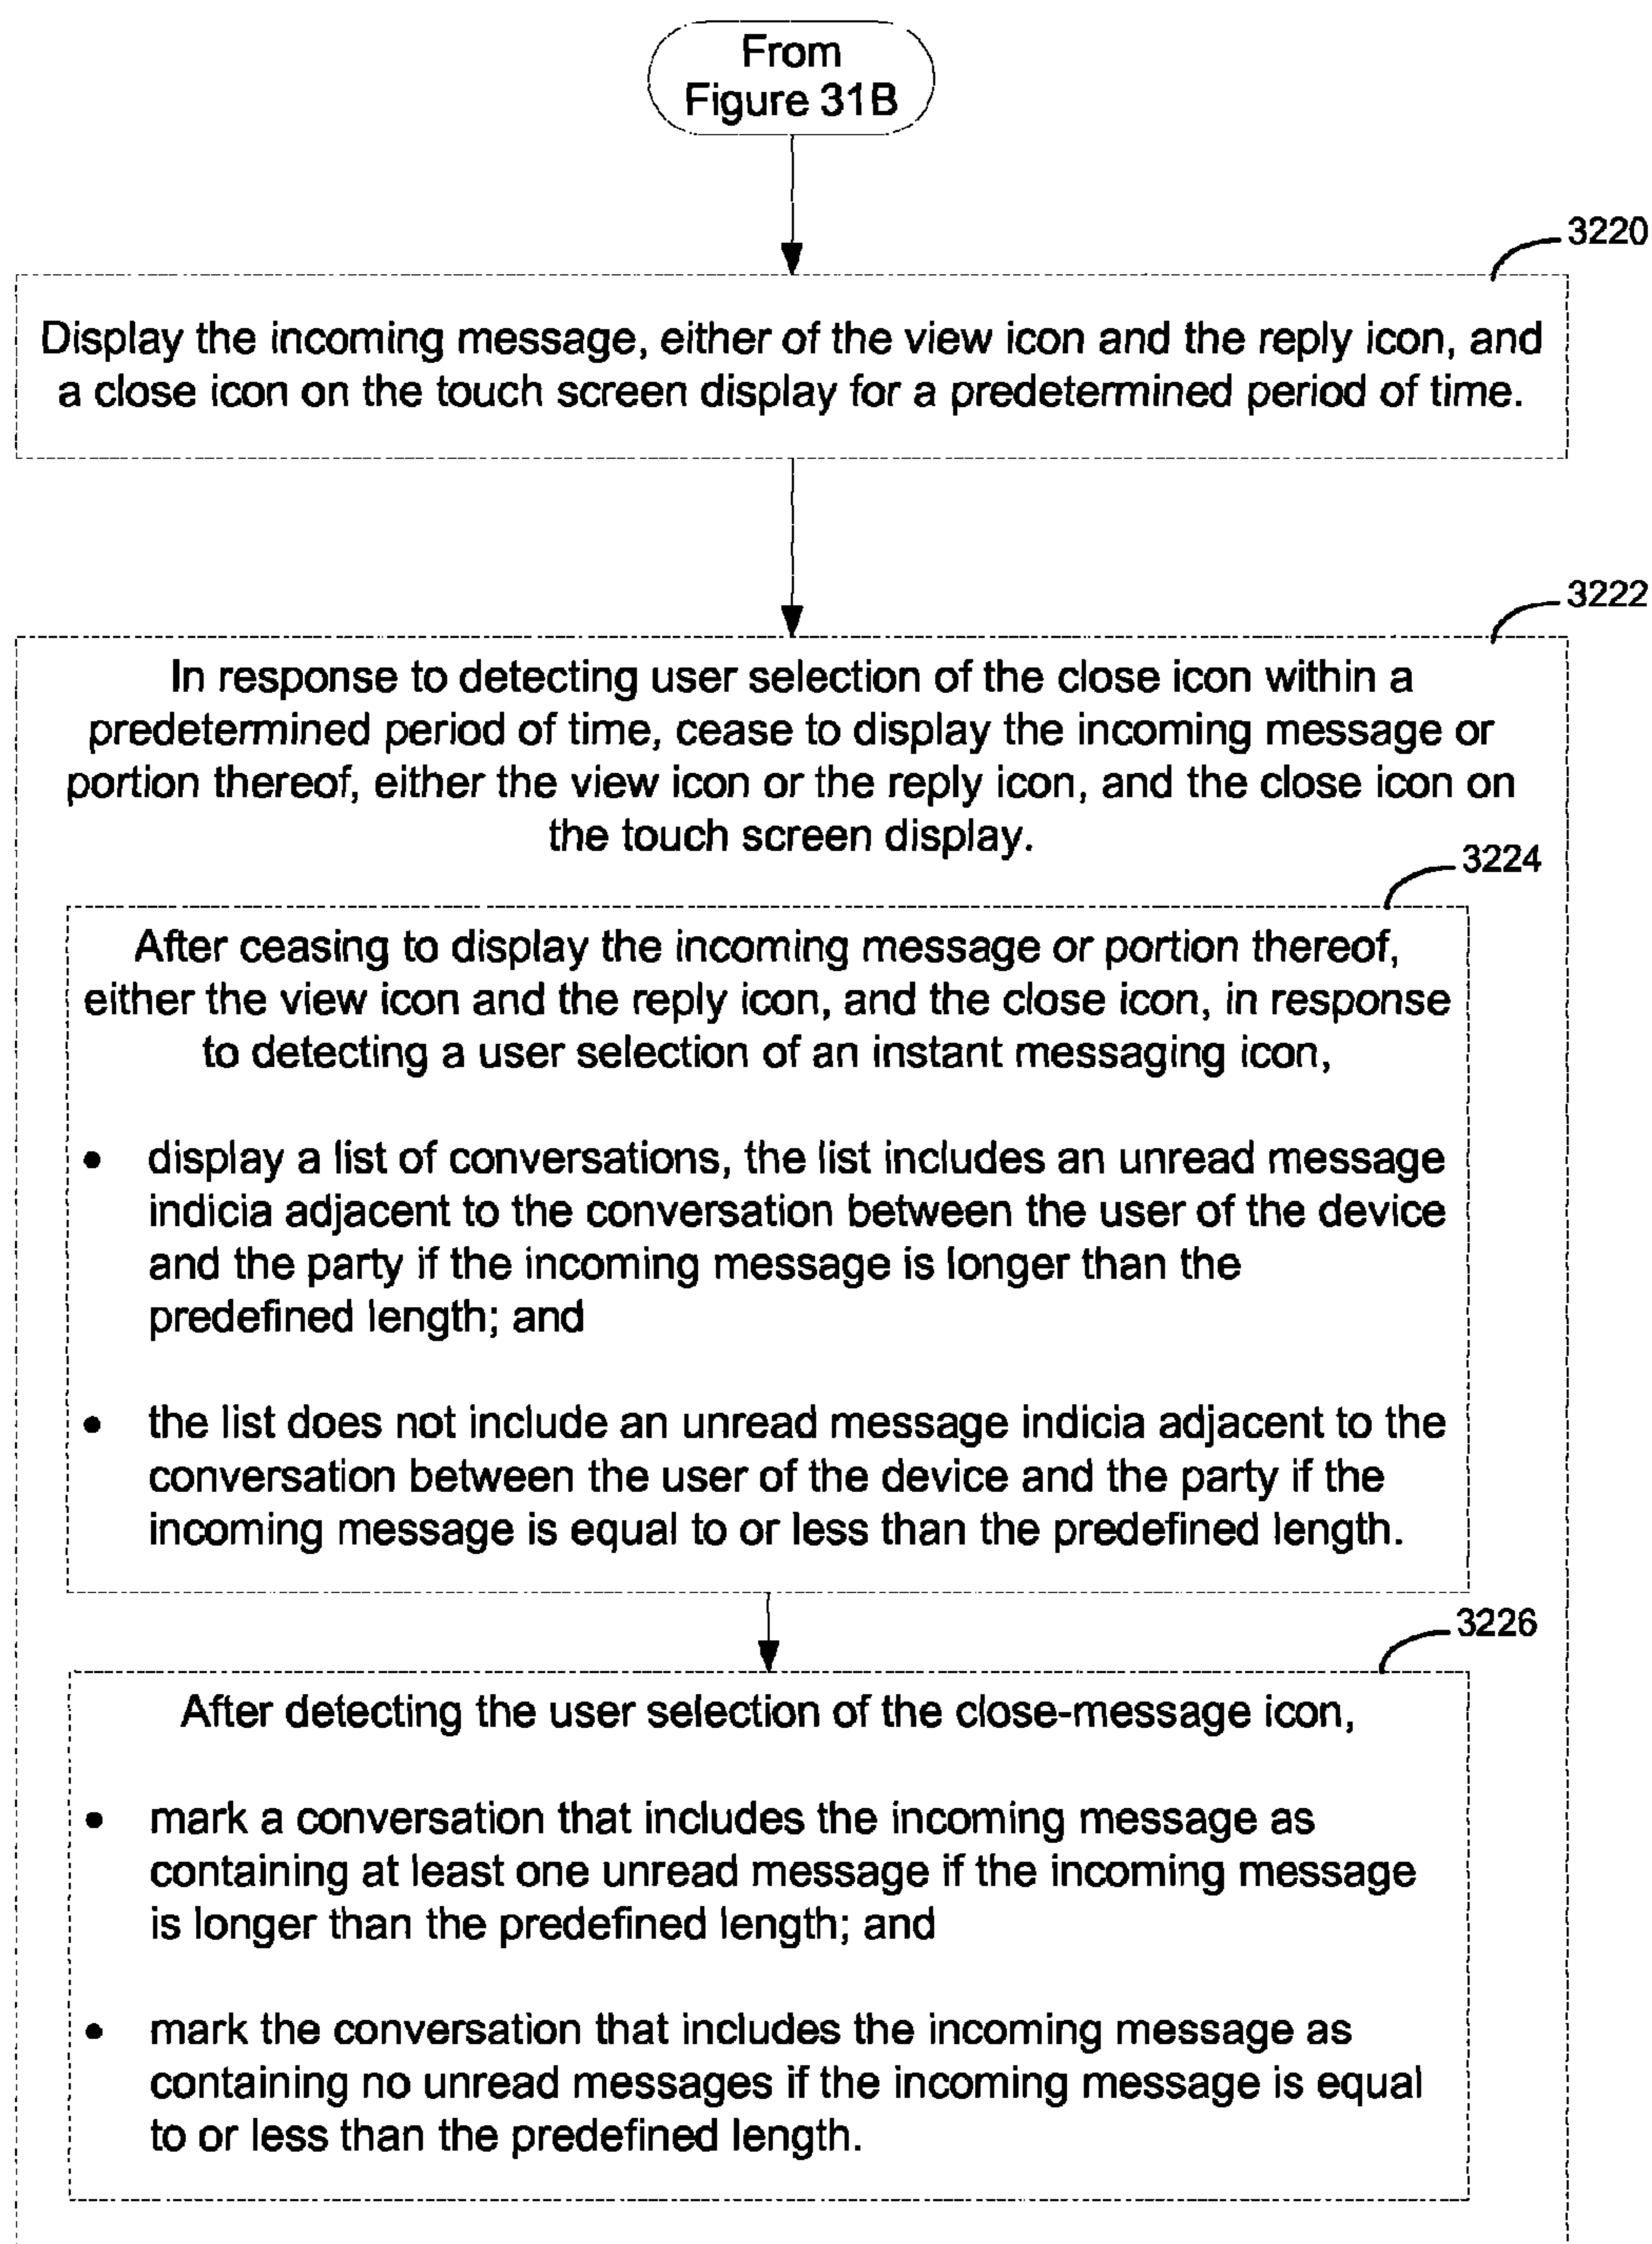 From
Figure 31B
3220
Display the incoming message, either of the view icon and the reply icon, and
a close icon on the touch screen display for a predetermined period of time.
3222
In response to detecting user selection of the close icon within a
predetermined period of time, cease to display the incoming message or
portion thereof, either the view icon or the reply icon, and the close icon on
the touch screen display.
3224
After ceasing to display the incoming message or portion thereof,
either the view icon and the reply icon, and the close icon, in response
to detecting a user selection of an instant messaging icon,
• display a list of conversations, the list includes an unread message
indicia adjacent to the conversation between the user of the device
and the party if the incoming message is longer than the
predefined length; and
• the list does not include an unread message indicia adjacent to the
conversation between the user of the device and the party if the
incoming message is equal to or less than the predefined length.
3226
After detecting the user selection of the close-message icon,
• mark a conversation that includes the incoming message as
containing at least one unread message if the incoming message
is longer than the predefined length; and
• mark the conversation that includes the incoming message as
containing no unread messages if the incoming message is equal
to or less than the predefined length.